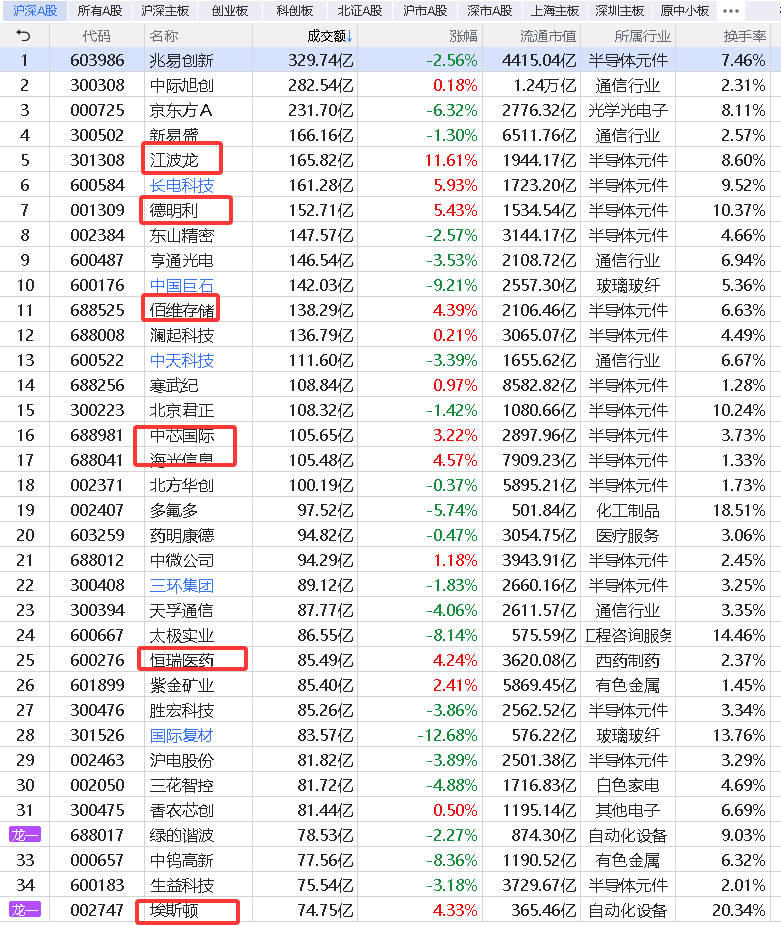 沪深A股 所有A股 沪深主板 创业板 科创板 北证A股 沪市A股 深市A股 上海主板 深圳主板 原中小板 •••
代码 名称 成交额↓ 涨幅 流通市值 所属行业 换手率
1 603986 兆易创新 329.74亿 -2.56% 4415.04亿 半导体元件 7.46%
2 300308 中际旭创 282.54亿 0.18% 1.24万亿 通信行业 2.31%
3 000725 京东方A 231.70亿 -6.32% 2776.32亿 光学光电子 8.11%
4 300502 新易盛 166.16亿 -1.30% 6511.76亿 通信行业 2.57%
5 301308 江波龙 165.82亿 11.61% 1944.17亿 半导体元件 8.60%
6 600584 长电科技 161.28亿 5.93% 1723.20亿 半导体元件 9.52%
7 001309 德明利 152.71亿 5.43% 1534.54亿 半导体元件 10.37%
8 002384 东山精密 147.57亿 -2.57% 3144.17亿 半导体元件 4.66%
9 600487 亨通光电 146.54亿 -3.53% 2108.72亿 通信行业 6.94%
10 600176 中国巨石 142.03亿 -9.21% 2557.30亿 玻璃玻纤 5.36%
11 688525 佰维存储 138.29亿 4.39% 2106.46亿 半导体元件 6.63%
12 688008 澜起科技 136.79亿 0.21% 3065.07亿 半导体元件 4.49%
13 600522 中天科技 111.60亿 -3.39% 1655.62亿 通信行业 6.67%
14 688256 寒武纪 108.84亿 0.97% 8582.82亿 半导体元件 1.28%
15 300223 北京君正 108.32亿 -1.42% 1080.66亿 半导体元件 10.24%
16 688981 中芯国际 105.65亿 3.22% 2897.96亿 半导体元件 3.73%
17 688041 海光信息 105.48亿 4.57% 7909.23亿 半导体元件 1.33%
18 002371 北方华创 100.19亿 -0.37% 5895.21亿 半导体元件 1.73%
19 002407 多氟多 97.52亿 -5.74% 501.84亿 化工制品 18.51%
20 603259 药明康德 94.82亿 -0.47% 3054.75亿 医疗服务 3.06%
21 688012 中微公司 94.29亿 1.18% 3943.91亿 半导体元件 2.45%
22 300408 三环集团 89.12亿 -1.83% 2660.16亿 半导体元件 3.25%
23 300394 天孚通信 87.77亿 -4.06% 2611.57亿 通信行业 3.35%
24 600667 太极实业 86.55亿 -8.14% 575.59亿 工程咨询服务 14.46%
25 600276 恒瑞医药 85.49亿 4.24% 3620.08亿 西药制药 2.37%
26 601899 紫金矿业 85.40亿 2.41% 5869.45亿 有色金属 1.45%
27 300476 胜宏科技 85.26亿 -3.86% 2562.52亿 半导体元件 3.34%
28 301526 国际复材 83.57亿 -12.68% 576.22亿 玻璃玻纤 13.76%
29 002463 沪电股份 81.82亿 -3.89% 2501.38亿 半导体元件 3.29%
30 002050 三花智控 81.72亿 -4.88% 1716.83亿 白色家电 4.69%
31 300475 香农芯创 81.44亿 0.50% 1195.14亿 其他电子 6.69%
龙一 688017 绿的谐波 78.53亿 -2.27% 874.30亿 自动化设备 9.03%
33 000657 中钨高新 77.56亿 -8.36% 1190.52亿 有色金属 6.32%
34 600183 生益科技 75.54亿 -3.18% 3729.67亿 半导体元件 2.01%
龙一 002747 埃斯顿 74.75亿 4.33% 365.46亿 自动化设备 20.34%